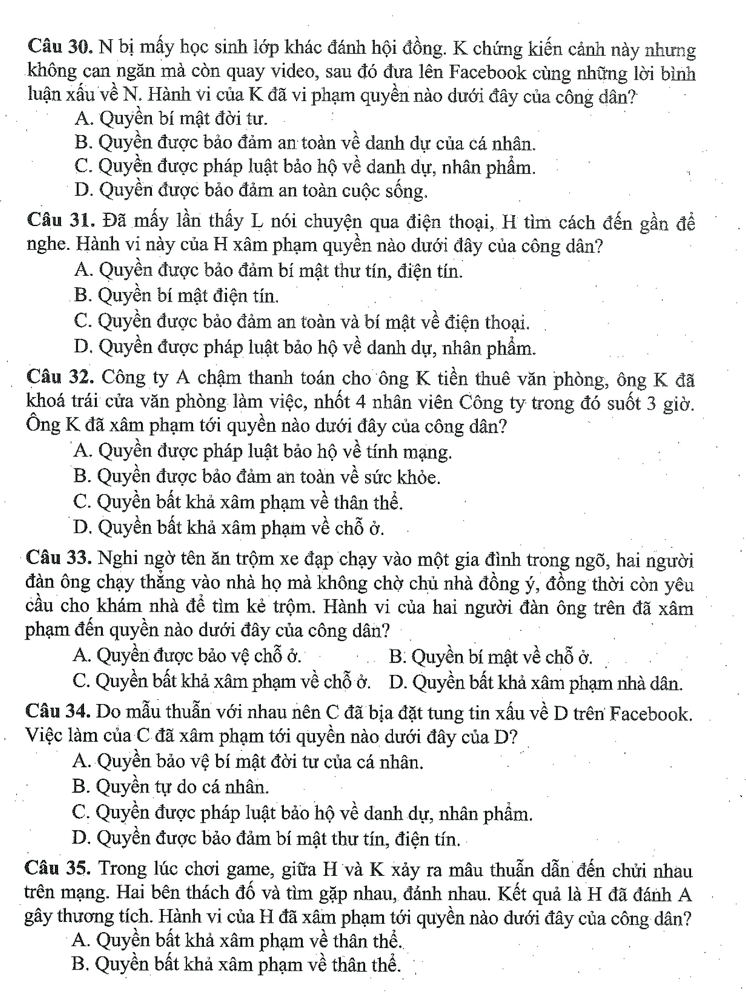 Câu 30. N bị mấy học sinh lớp khác đánh hội đồng. K chứng kiến cảnh này nhưng
không can ngăn mà còn quay video, sau đó đưa lên Facebook cùng những lời bình
luận xấu về N. Hành vi của K đã vi phạm quyền nào dưới đây của công dân?
A. Quyền bí mật đời tư.
B. Quyền được bảo đảm an toàn về danh dự của cá nhân.
C. Quyền được pháp luật bảo hộ về danh dự, nhân phẩm.
D. Quyền được bảo đảm an toàn cuộc sống.
Câu 31. Đã mấy lần thấy L nói chuyện qua điện thoại, H tìm cách đến gần để
nghe. Hành vi này của H xâm phạm quyền nào dưới đây của công dân?
A. Quyền được bảo đảm bí mật thư tín, điện tín.
B. Quyền bí mật điện tín.
C. Quyền được bảo đảm an toàn và bí mật về điện thoại.
D. Quyền được pháp luật bảo hộ về danh dự, nhân phẩm.
Câu 32. Công ty A chậm thanh toán cho ông K tiền thuê văn phòng, ông K đã
khoá trái cửa văn phòng làm việc, nhốt 4 nhân viên Công ty trong đó suốt 3 giờ.
Ông K đã xâm phạm tới quyền nào dưới đây của công dân?
A. Quyền được pháp luật bảo hộ về tính mạng.
B. Quyền được bảo đảm an toàn về sức khỏe.
C. Quyền bất khả xâm phạm về thân thể.
D. Quyền bất khả xâm phạm về chỗ ở.
Câu 33. Nghi ngờ tên ăn trộm xe đạp chạy vào một gia đình trong ngõ, hai người
đàn ông chạy thẳng vào nhà họ mà không chờ chủ nhà đồng ý, đồng thời còn yêu
cầu cho khám nhà để tìm kẻ trộm. Hành vi của hai người đàn ông trên đã xâm
phạm đến quyền nào dưới đây của công dân?
A. Quyền được bảo vệ chỗ ở. B. Quyền bí mật về chỗ ở.
C. Quyền bất khả xâm phạm về chỗ ở. D. Quyền bất khả xâm phạm nhà dân.
Câu 34. Do mẫu thuẫn với nhau nên C đã bịa đặt tung tin xấu về D trên Facebook.
Việc làm của C đã xâm phạm tới quyền nào dưới đây của D?
A. Quyền bảo vệ bí mật đời tư của cá nhân.
B. Quyền tự do cá nhân.
C. Quyền được pháp luật bảo hộ về danh dự, nhân phẩm.
D. Quyền được bảo đảm bí mật thư tín, điện tín.
Câu 35. Trong lúc chơi game, giữa H và K xảy ra mâu thuẫn dẫn đến chửi nhau
trên mạng. Hai bên thách đố và tìm gặp nhau, đánh nhau. Kết quả là H đã đánh A
gây thương tích. Hành vi của H đã xâm phạm tới quyền nào dưới đây của công dân?
A. Quyền bất khả xâm phạm về thân thể.
B. Quyền bất khả xâm phạm về thân thể.